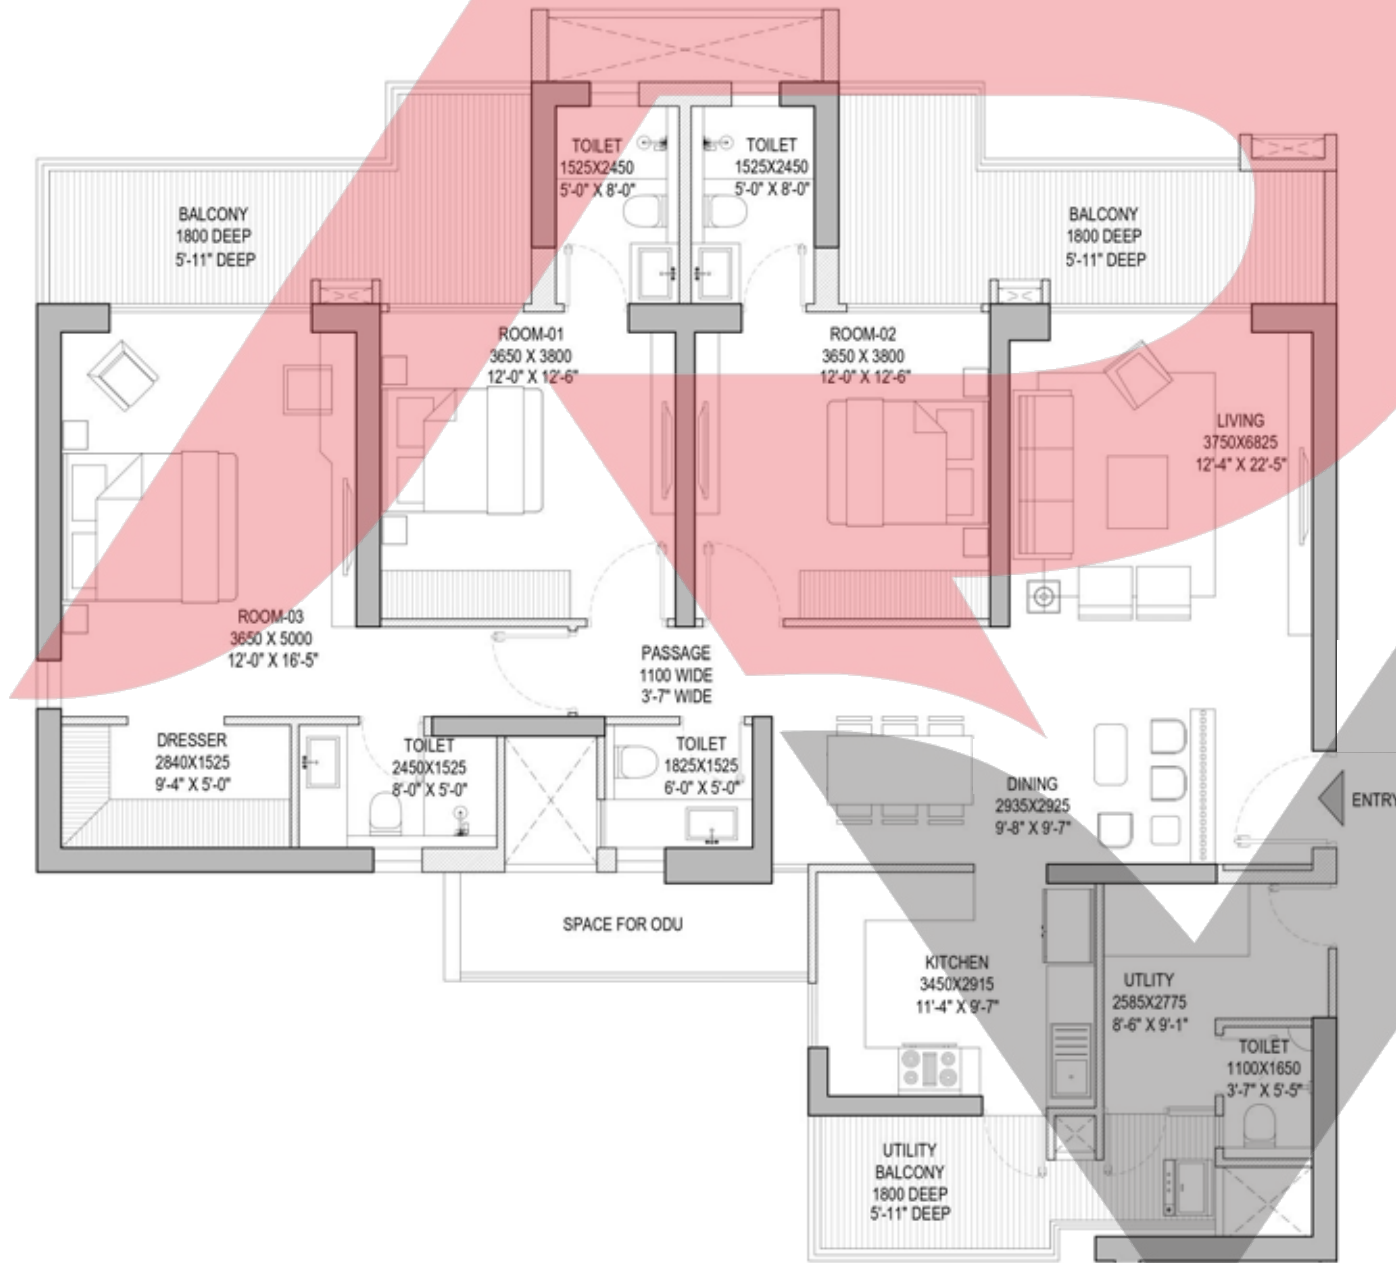 TOILET
1525X2450
5'-0" X 8'-0"
TOILET
1525X2450
5'-0" X 8'-0"
BALCONY
1800 DEEP
5'-11" DEEP
BALCONY
1800 DEEP
5'-11" DEEP
ROOM-01
3650 X 3800
12'-0" X 12'-6"
ROOM-02
3650 X 3800
12'-0" X 12'-6"
LIVING
3750X6825
12'-4" X 22'-5"
ROOM-03
3650 X 5000
12'-0" X 16'-5"
PASSAGE
1100 WIDE
3'-7" WIDE
DRESSER
2840X1525
9'-4" X 5'-0"
TOILET
2450X1525
8'-0" X 5'-0"
TOILET
1825X1525
6'-0" X 5'-0"
DINING
2935X2925
9'-8" X 9'-7"
ENTRY
SPACE FOR ODU
KITCHEN
3450X2915
11'-4" X 9'-7"
UTLITY
2585X2775
8'-6" X 9'-1"
TOILET
1100X1650
3'-7" X 5'-5"
UTILITY
BALCONY
1800 DEEP
5'-11" DEEP